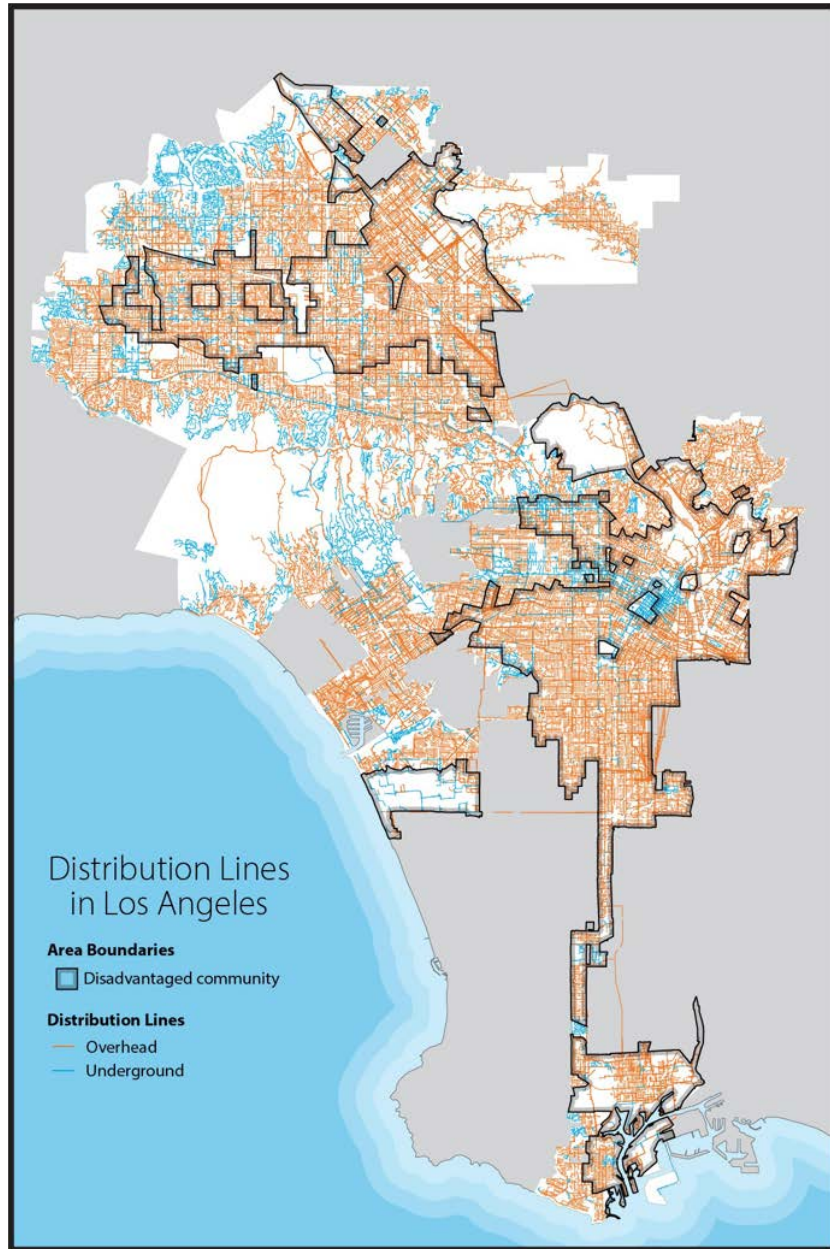 Distribution Lines
in Los Angeles
Area Boundaries
Disadvantaged community
Distribution Lines
Overhead
Underground